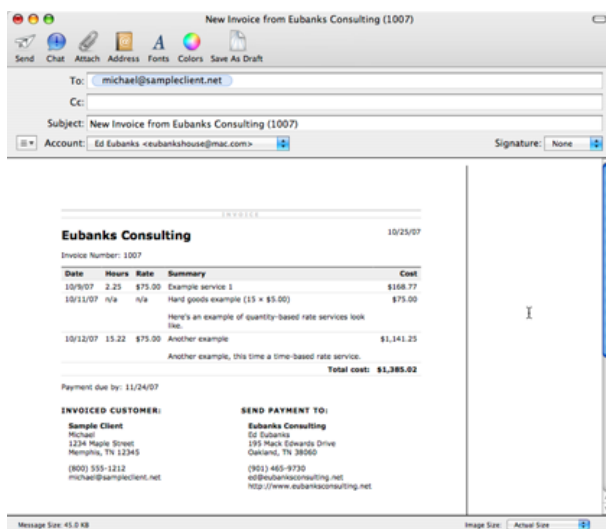 New Invoice from Eubanks Consulting (1007)
Send Chat Attach Address Fonts Colors Save As Draft
To: michael@sampleclient.net
Cc:
Subject: New Invoice from Eubanks Consulting (1007)
Account: Ed Eubanks <eubankshouse@mac.com> Signature: None
INVOICE
Eubanks Consulting 10/25/07
Invoice Number: 1007
Date Hours Rate Summary Cost
10/9/07 2.25 $75.00 Example service 1 $168.77
10/11/07 n/a n/a Hard goods example (15 × $5.00) $75.00
Here's an example of quantity-based rate services look
like.
10/12/07 15.22 $75.00 Another example $1,141.25
Another example, this time a time-based rate service.
Total cost: $1,385.02
Payment due by: 11/24/07
INVOICED CUSTOMER: SEND PAYMENT TO:
Sample Client Eubanks Consulting
Michael Ed Eubanks
1234 Maple Street 195 Mack Edwards Drive
Memphis, TN 12345 Oakland, TN 38060
(800) 555-1212 (901) 465-9730
michael@sampleclient.net ed@eubanksconsulting.net
http://www.eubanksconsulting.net
Message Size: 45.0 KB Image Size: Actual Size